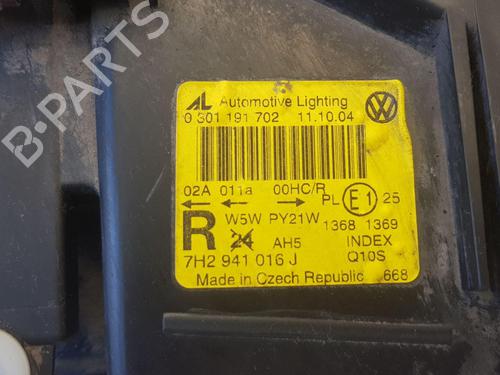 AL Automotive Lighting
0 301 191 702 11.10.04
02A 011a 00HC/R PL E1 25
R W5W PY21W 1368 1369
24 AH5 INDEX
7H2 941 016 J Q10S
Made in Czech Republic 668
B-PARTS